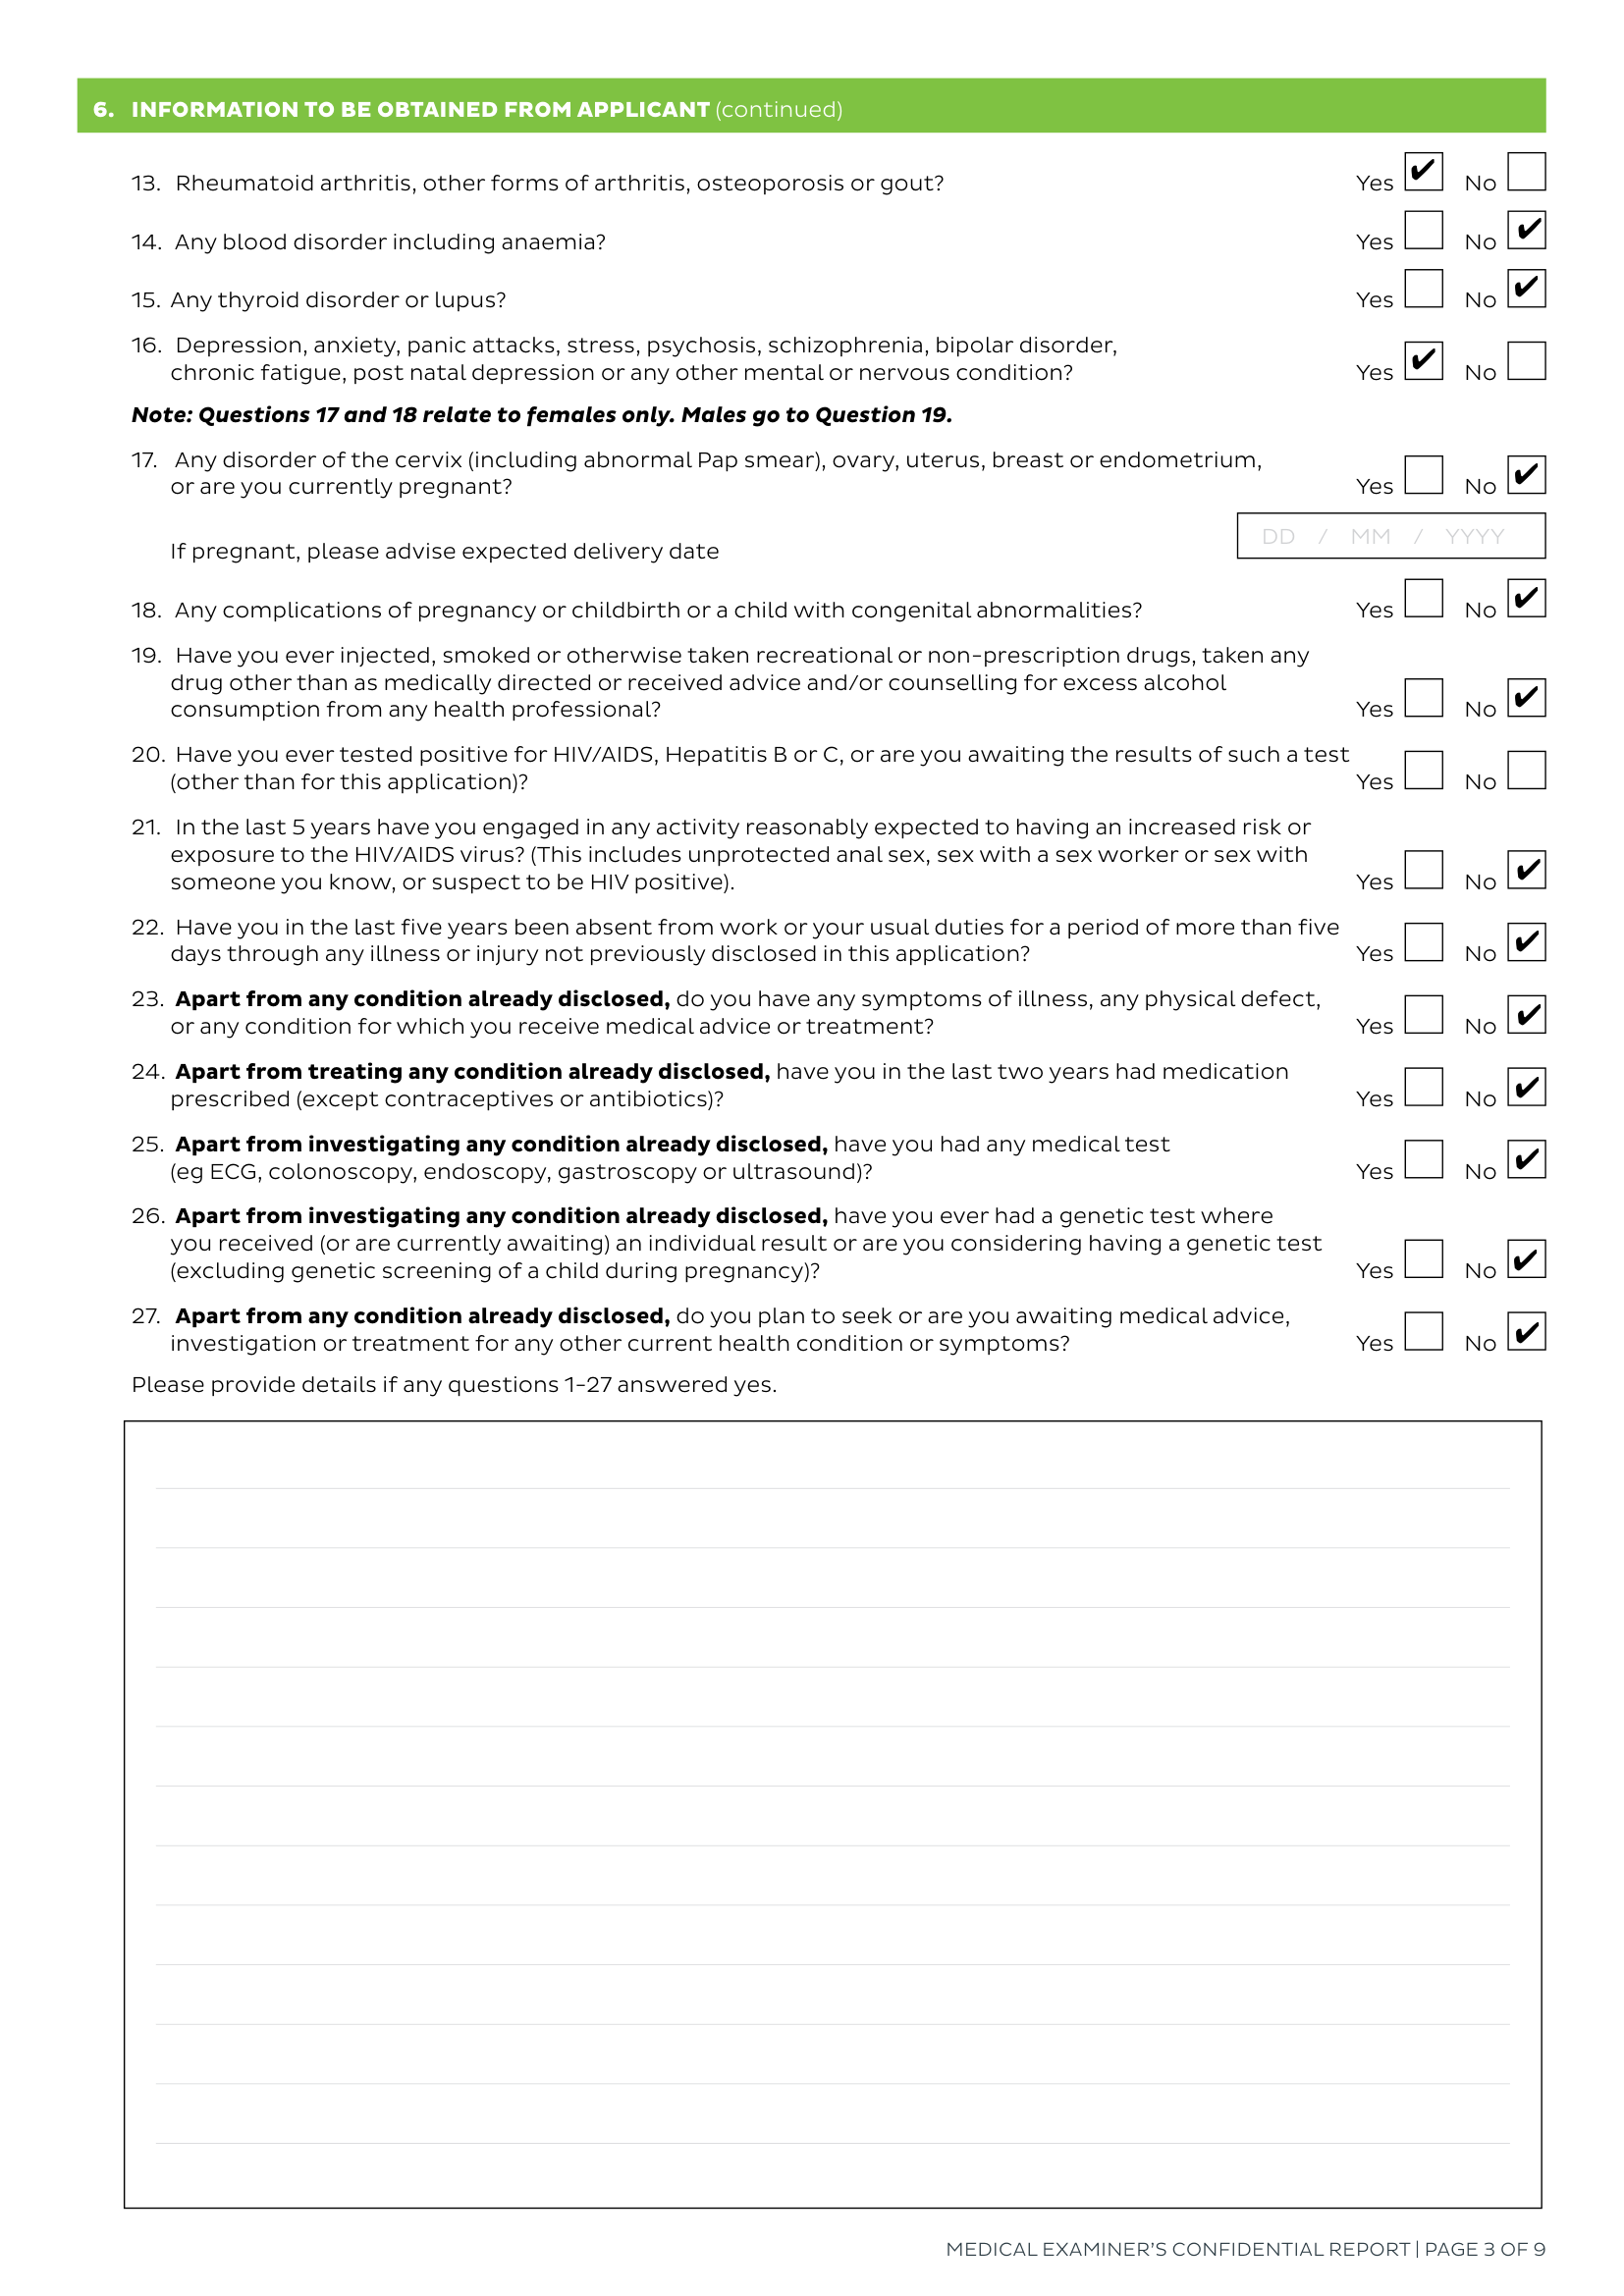 6. INFORMATION TO BE OBTAINED FROM APPLICANT (continued)
13. Rheumatoid arthritis, other forms of arthritis, osteoporosis or gout? Yes ✔ No
14. Any blood disorder including anaemia? Yes No ✔
15. Any thyroid disorder or lupus? Yes No ✔
16. Depression, anxiety, panic attacks, stress, psychosis, schizophrenia, bipolar disorder,
chronic fatigue, post natal depression or any other mental or nervous condition? Yes ✔ No
Note: Questions 17 and 18 relate to females only. Males go to Question 19.
17. Any disorder of the cervix (including abnormal Pap smear), ovary, uterus, breast or endometrium,
or are you currently pregnant? Yes No ✔
If pregnant, please advise expected delivery date DD / MM / YYYY
18. Any complications of pregnancy or childbirth or a child with congenital abnormalities? Yes No ✔
19. Have you ever injected, smoked or otherwise taken recreational or non-prescription drugs, taken any
drug other than as medically directed or received advice and/or counselling for excess alcohol
consumption from any health professional? Yes No ✔
20. Have you ever tested positive for HIV/AIDS, Hepatitis B or C, or are you awaiting the results of such a test
(other than for this application)? Yes No
21. In the last 5 years have you engaged in any activity reasonably expected to having an increased risk or
exposure to the HIV/AIDS virus? (This includes unprotected anal sex, sex with a sex worker or sex with
someone you know, or suspect to be HIV positive). Yes No ✔
22. Have you in the last five years been absent from work or your usual duties for a period of more than five
days through any illness or injury not previously disclosed in this application? Yes No ✔
23. Apart from any condition already disclosed, do you have any symptoms of illness, any physical defect,
or any condition for which you receive medical advice or treatment? Yes No ✔
24. Apart from treating any condition already disclosed, have you in the last two years had medication
prescribed (except contraceptives or antibiotics)? Yes No ✔
25. Apart from investigating any condition already disclosed, have you had any medical test
(eg ECG, colonoscopy, endoscopy, gastroscopy or ultrasound)? Yes No ✔
26. Apart from investigating any condition already disclosed, have you ever had a genetic test where
you received (or are currently awaiting) an individual result or are you considering having a genetic test
(excluding genetic screening of a child during pregnancy)? Yes No ✔
27. Apart from any condition already disclosed, do you plan to seek or are you awaiting medical advice,
investigation or treatment for any other current health condition or symptoms? Yes No ✔
Please provide details if any questions 1-27 answered yes.
MEDICAL EXAMINER'S CONFIDENTIAL REPORT | PAGE 3 OF 9